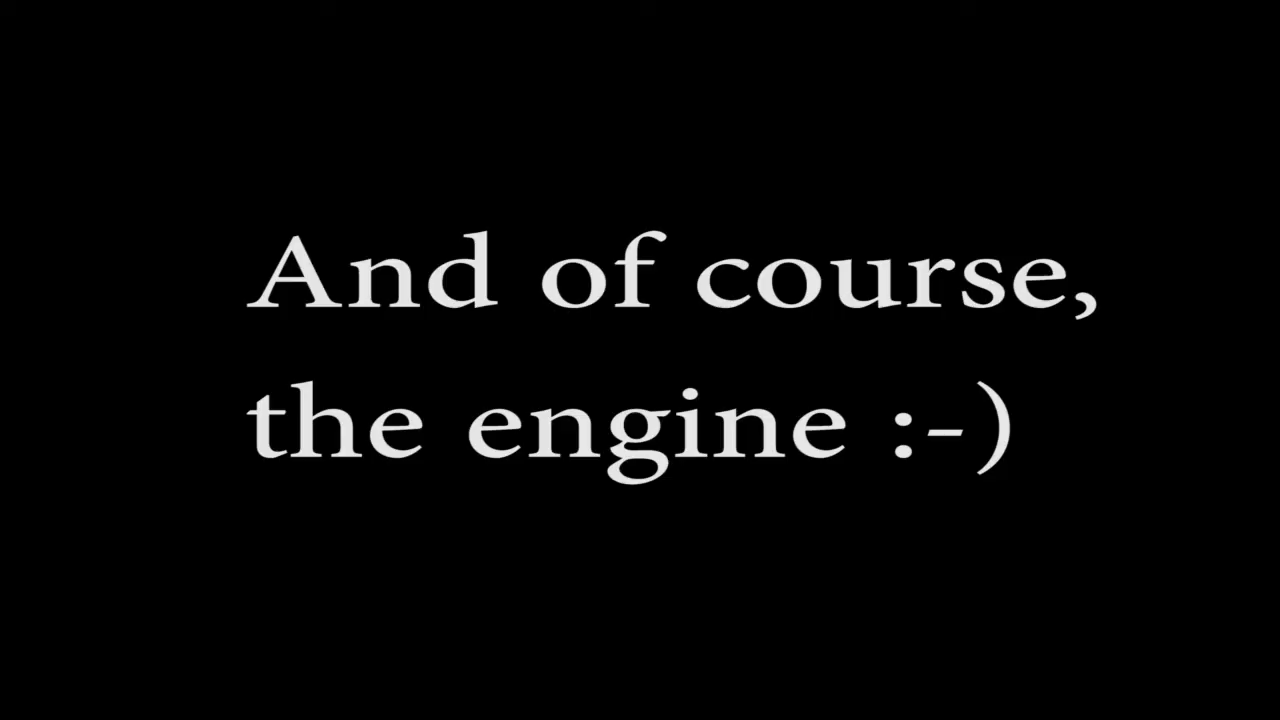 And of course,
the engine :-)